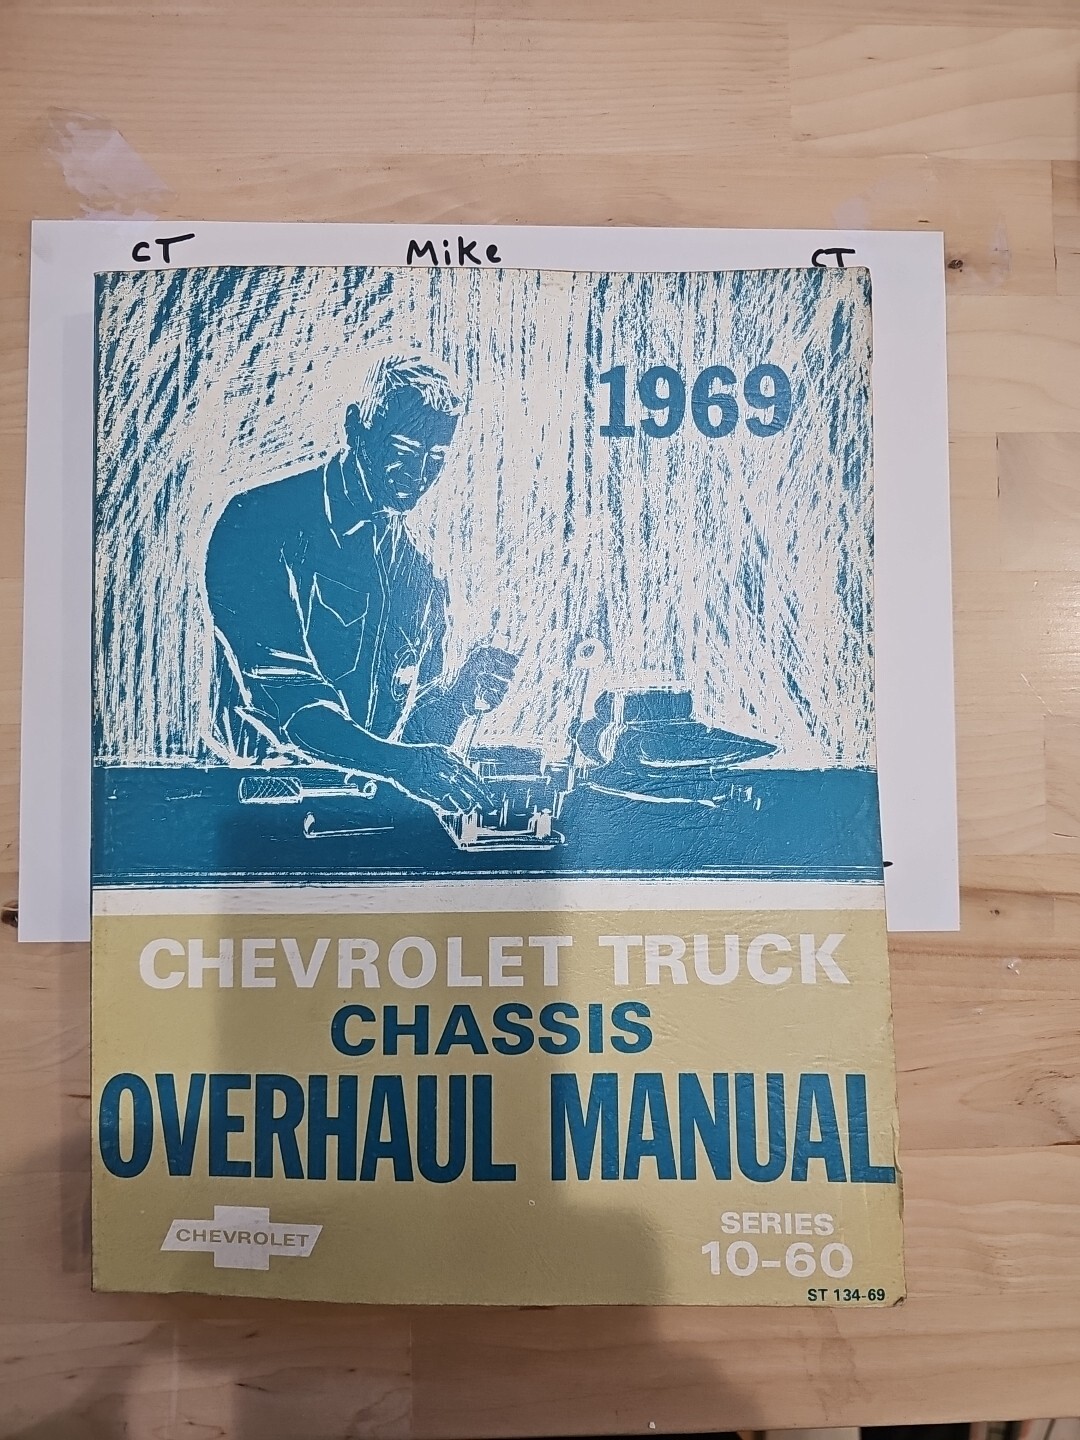 CT Mike CT
1969
CHEVROLET TRUCK
CHASSIS
OVERHAUL MANUAL
CHEVROLET
SERIES
10-60
ST 134-69